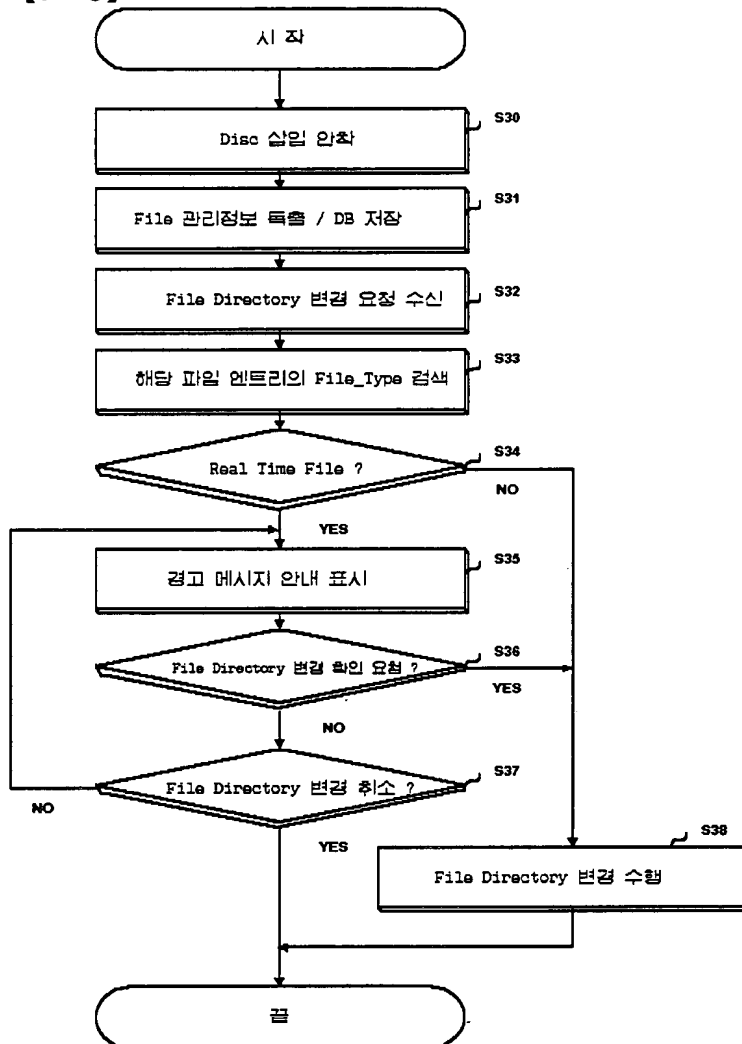 시 작
S30
Disc 삽입 안착
S31
File 관리정보 독출 / DB 저장
S32
File Directory 변경 요청 수신
S33
해당 파일 엔트리의 File_Type 검색
S34
Real Time File ?
NO
YES
S35
경고 메시지 안내 표시
S36
File Directory 변경 확인 요청 ?
YES
NO
S37
File Directory 변경 취소 ?
NO
YES
S38
File Directory 변경 수행
끝